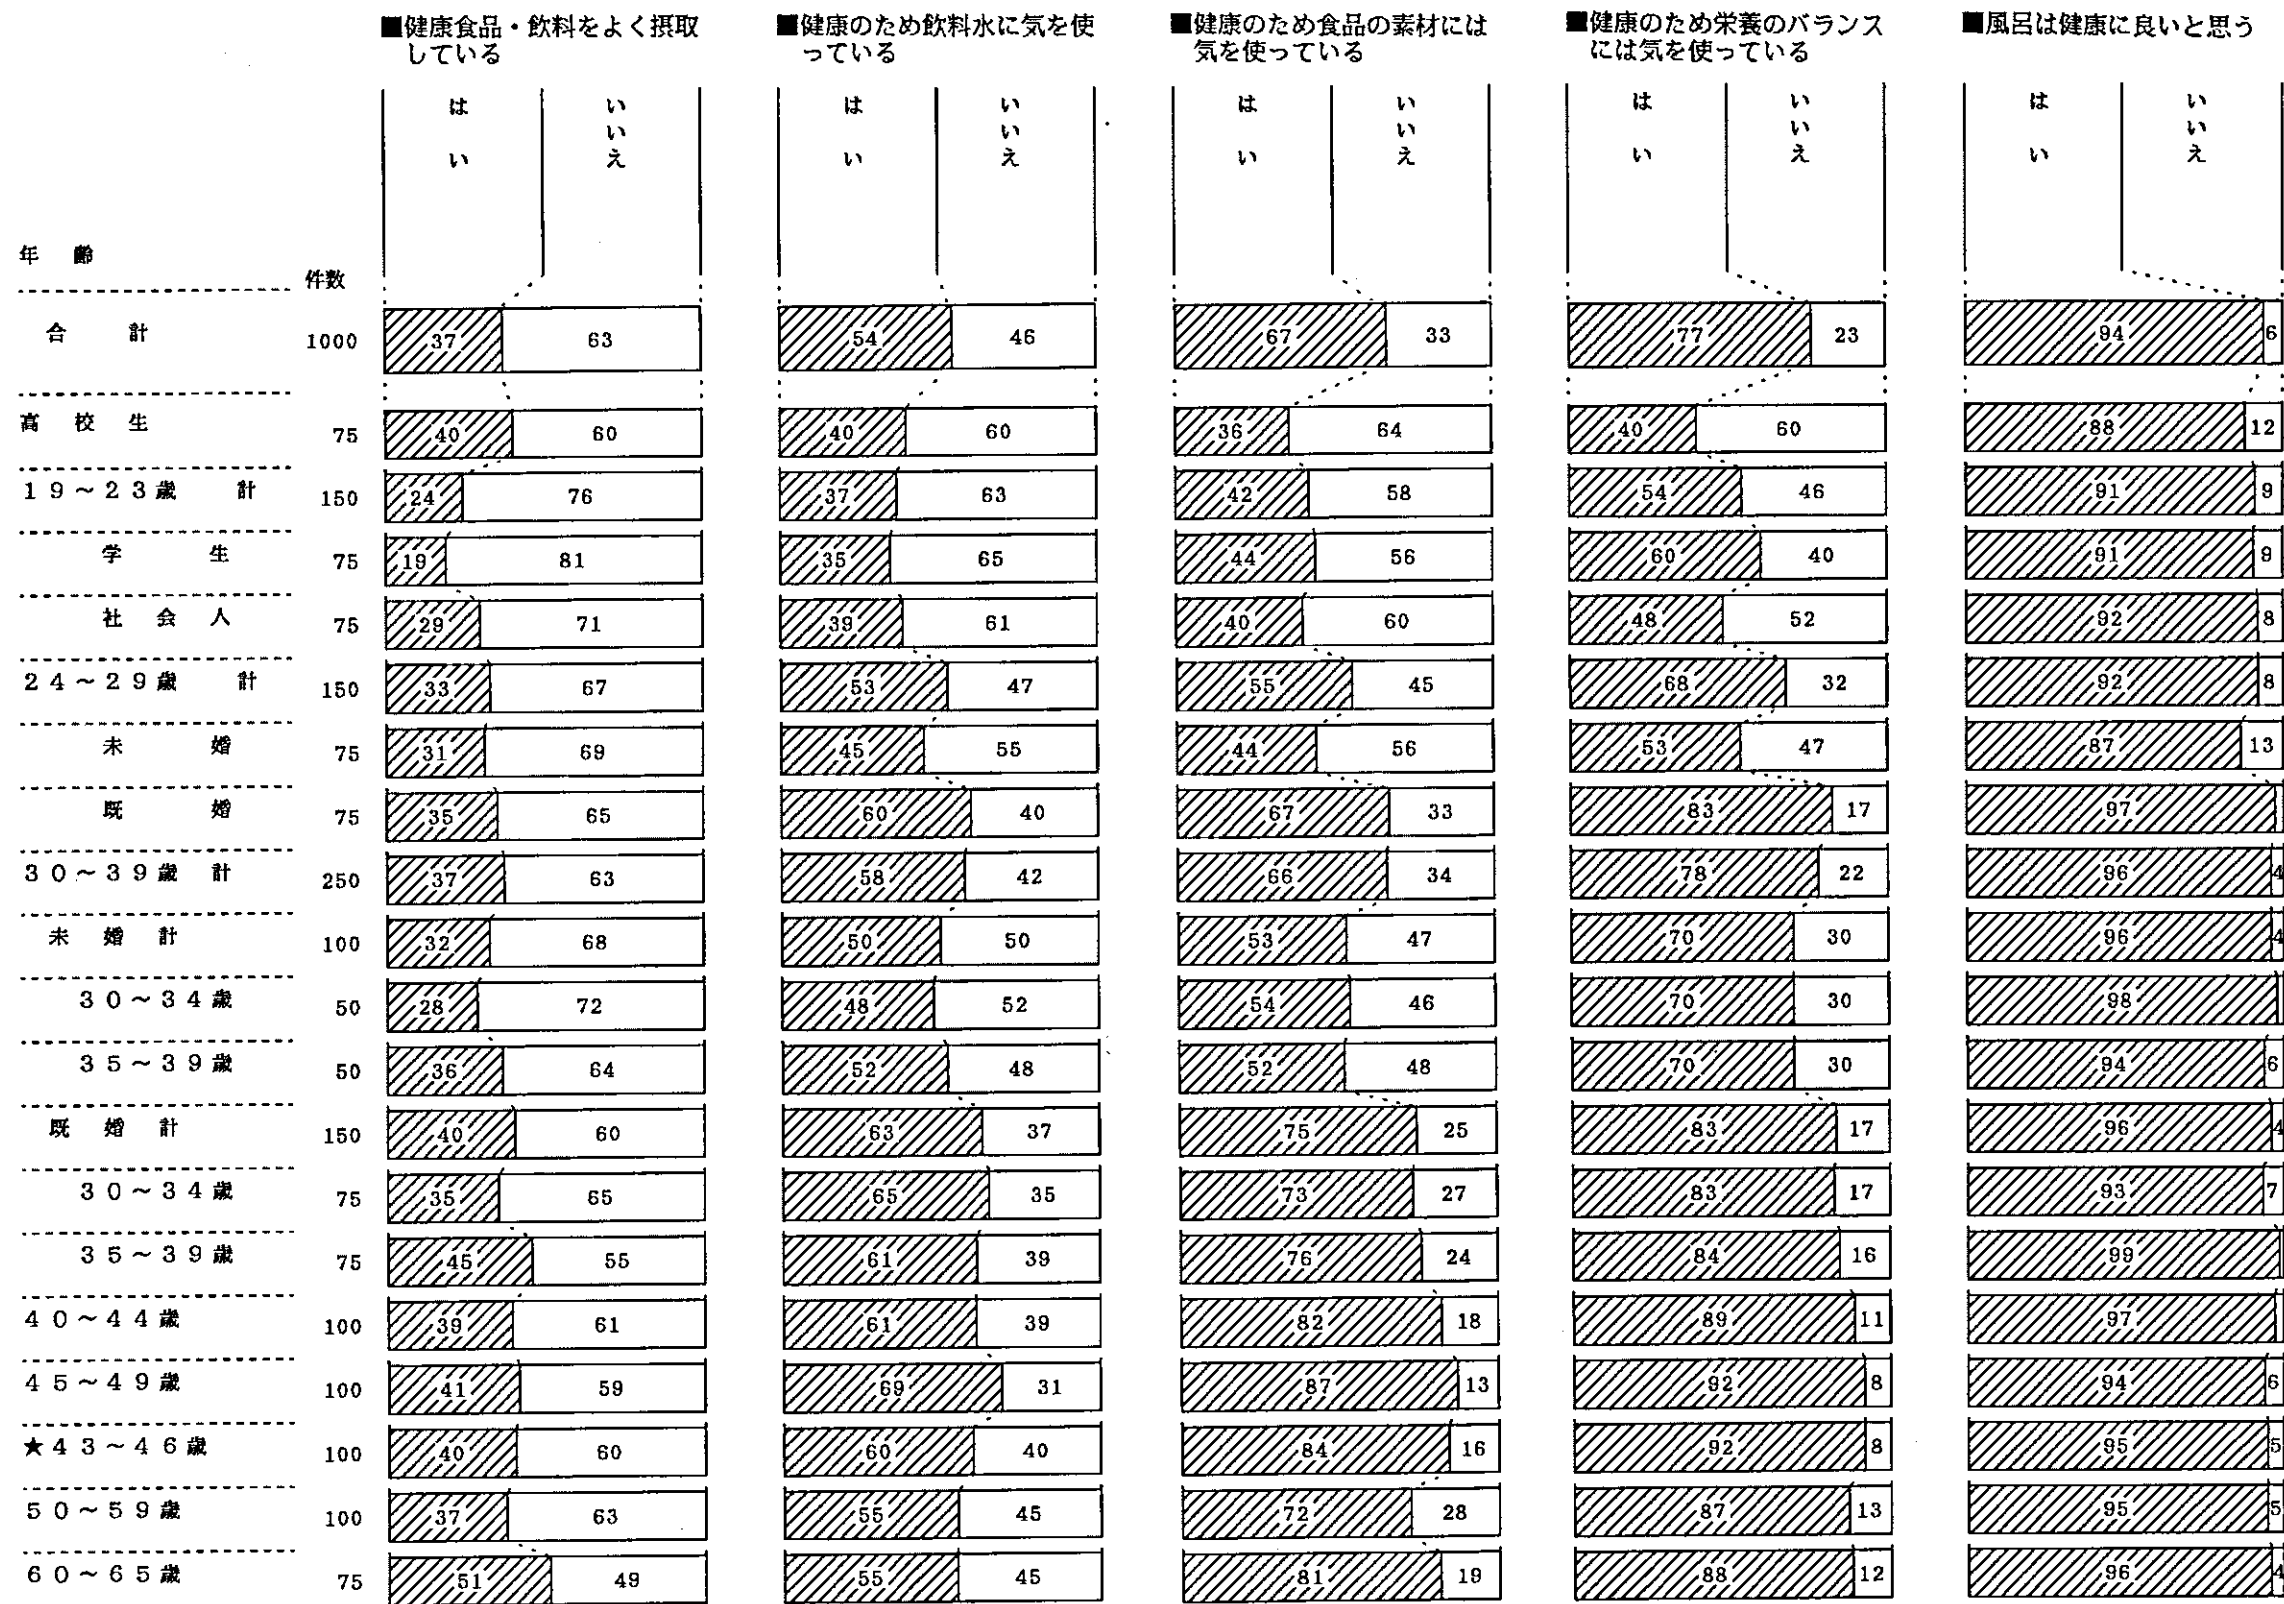 ■健康食品・飲料をよく摂取
している
■健康のため飲料水に気を使
っている
■健康のため食品の素材には
気を使っている
■健康のため栄養のバランス
には気を使っている
■風呂は健康に良いと思う
はい いいえ はい いいえ はい いいえ はい いいえ はい いいえ
年齢
件数
合計 1000 37 63 54 46 67 33 77 23 94 6
高校生 75 40 60 40 60 36 64 40 60 88 12
19～23歳 計 150 24 76 37 63 42 58 54 46 91 9
学生 75 19 81 35 65 44 56 60 40 91 9
社会人 75 29 71 39 61 40 60 48 52 92 8
24～29歳 計 150 33 67 53 47 55 45 68 32 92 8
未婚 75 31 69 45 55 44 56 53 47 87 13
既婚 75 35 65 60 40 67 33 83 17 97
30～39歳 計 250 37 63 58 42 66 34 78 22 96 4
未婚計 100 32 68 50 50 53 47 70 30 96 4
30～34歳 50 28 72 48 52 54 46 70 30 98
35～39歳 50 36 64 52 48 52 48 70 30 94 6
既婚計 150 40 60 63 37 75 25 83 17 96 4
30～34歳 75 35 65 65 35 73 27 83 17 93 7
35～39歳 75 45 55 61 39 76 24 84 16 99
40～44歳 100 39 61 61 39 82 18 89 11 97
45～49歳 100 41 59 69 31 87 13 92 8 94 6
★43～46歳 100 40 60 60 40 84 16 92 8 95 5
50～59歳 100 37 63 55 45 72 28 87 13 95 5
60～65歳 75 51 49 55 45 81 19 88 12 96 4